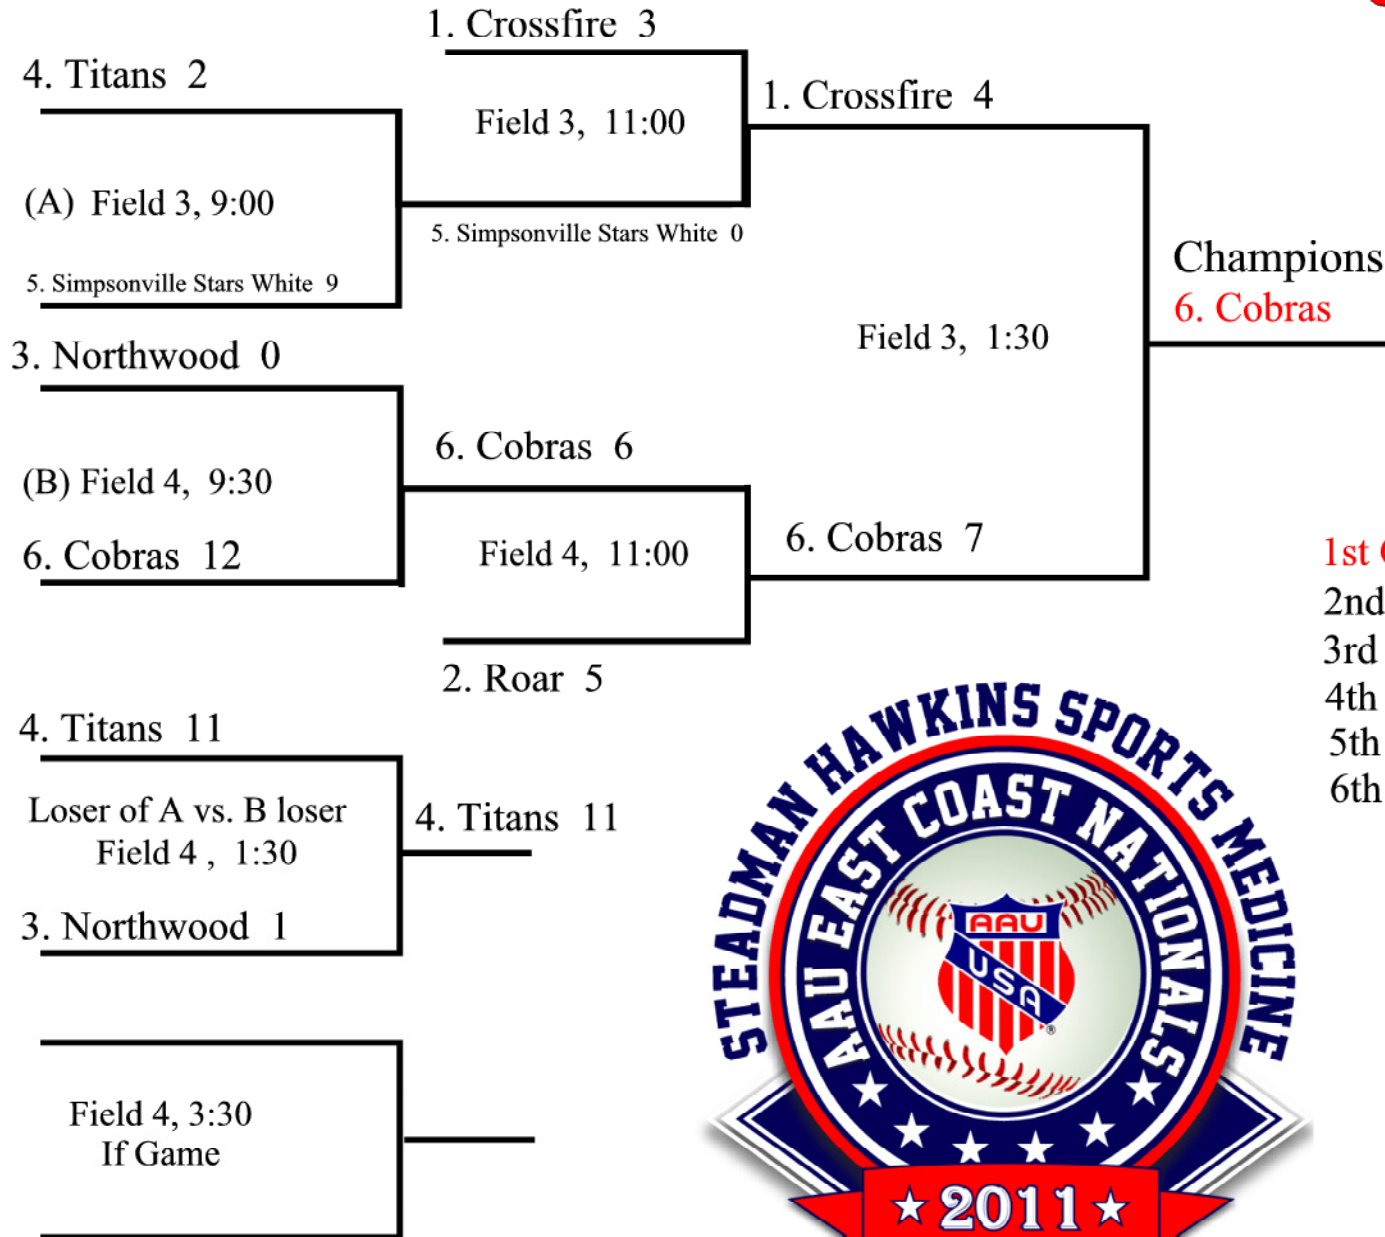 1. Crossfire  3
4. Titans  2
Field 3,  11:00
1. Crossfire  4
(A)  Field 3, 9:00
5. Simpsonville Stars White  0
5. Simpsonville Stars White  9
Champions
6. Cobras
3. Northwood  0
Field 3,  1:30
6. Cobras  6
(B) Field 4,  9:30
6. Cobras  7
Field 4,  11:00
6. Cobras  12
2. Roar  5
1st
2nd
3rd
4th
5th
6th
4. Titans  11
Loser of A vs. B loser
Field 4 ,  1:30
4. Titans  11
3. Northwood  1
Field 4, 3:30
If Game
STEADMAN HAWKINS SPORTS MEDICINE
AAU EAST COAST NATIONALS
AAU
USA
®
2011